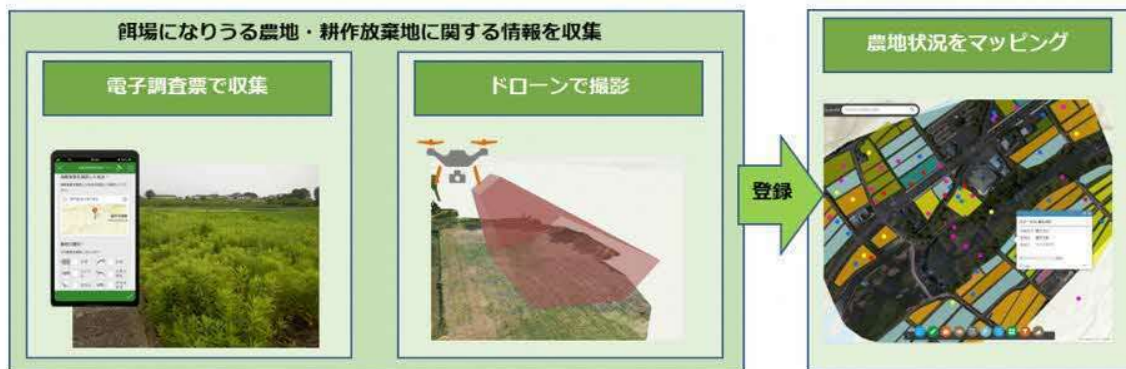 餌場になりうる農地・耕作放棄地に関する情報を収集
電子調査票で収集
ドローンで撮影
登録
農地状況をマッピング